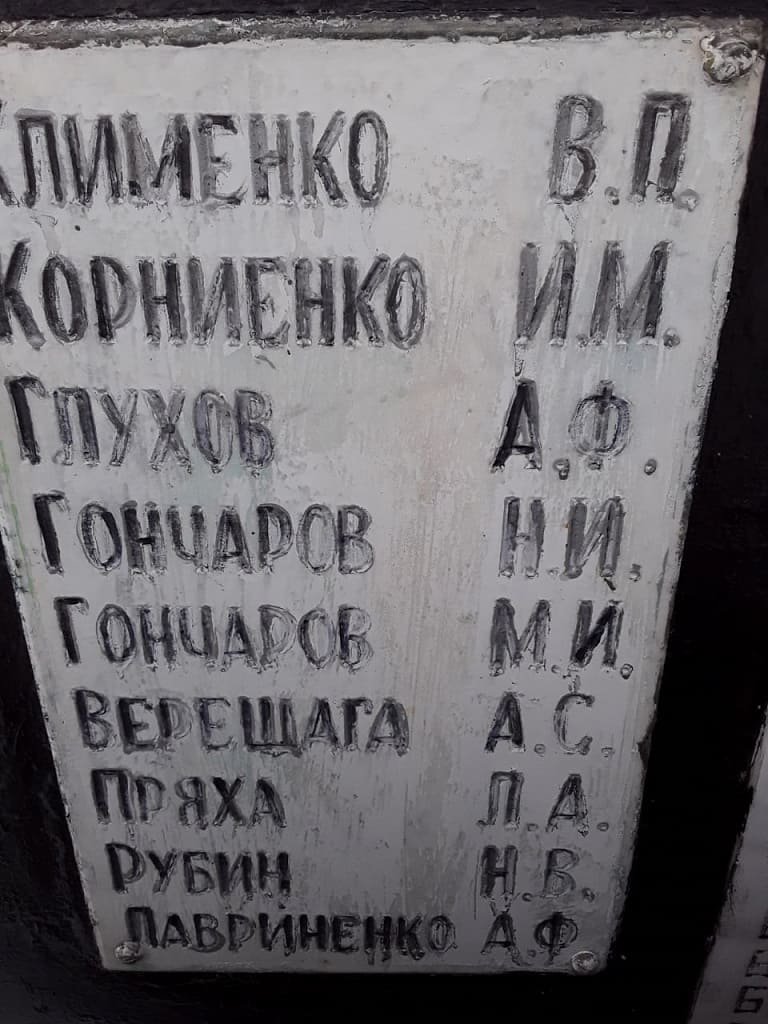 КЛИМЕНКО В.П.
КОРНИЕНКО И.М.
ГЛУХОВ А.Ф.
ГОНЧАРОВ Н.И.
ГОНЧАРОВ М.И.
ВЕРЕЩАГА А.С.
ПРЯХА Л.А.
РУБИН Н.В.
ЛАВРИНЕНКО А.Ф